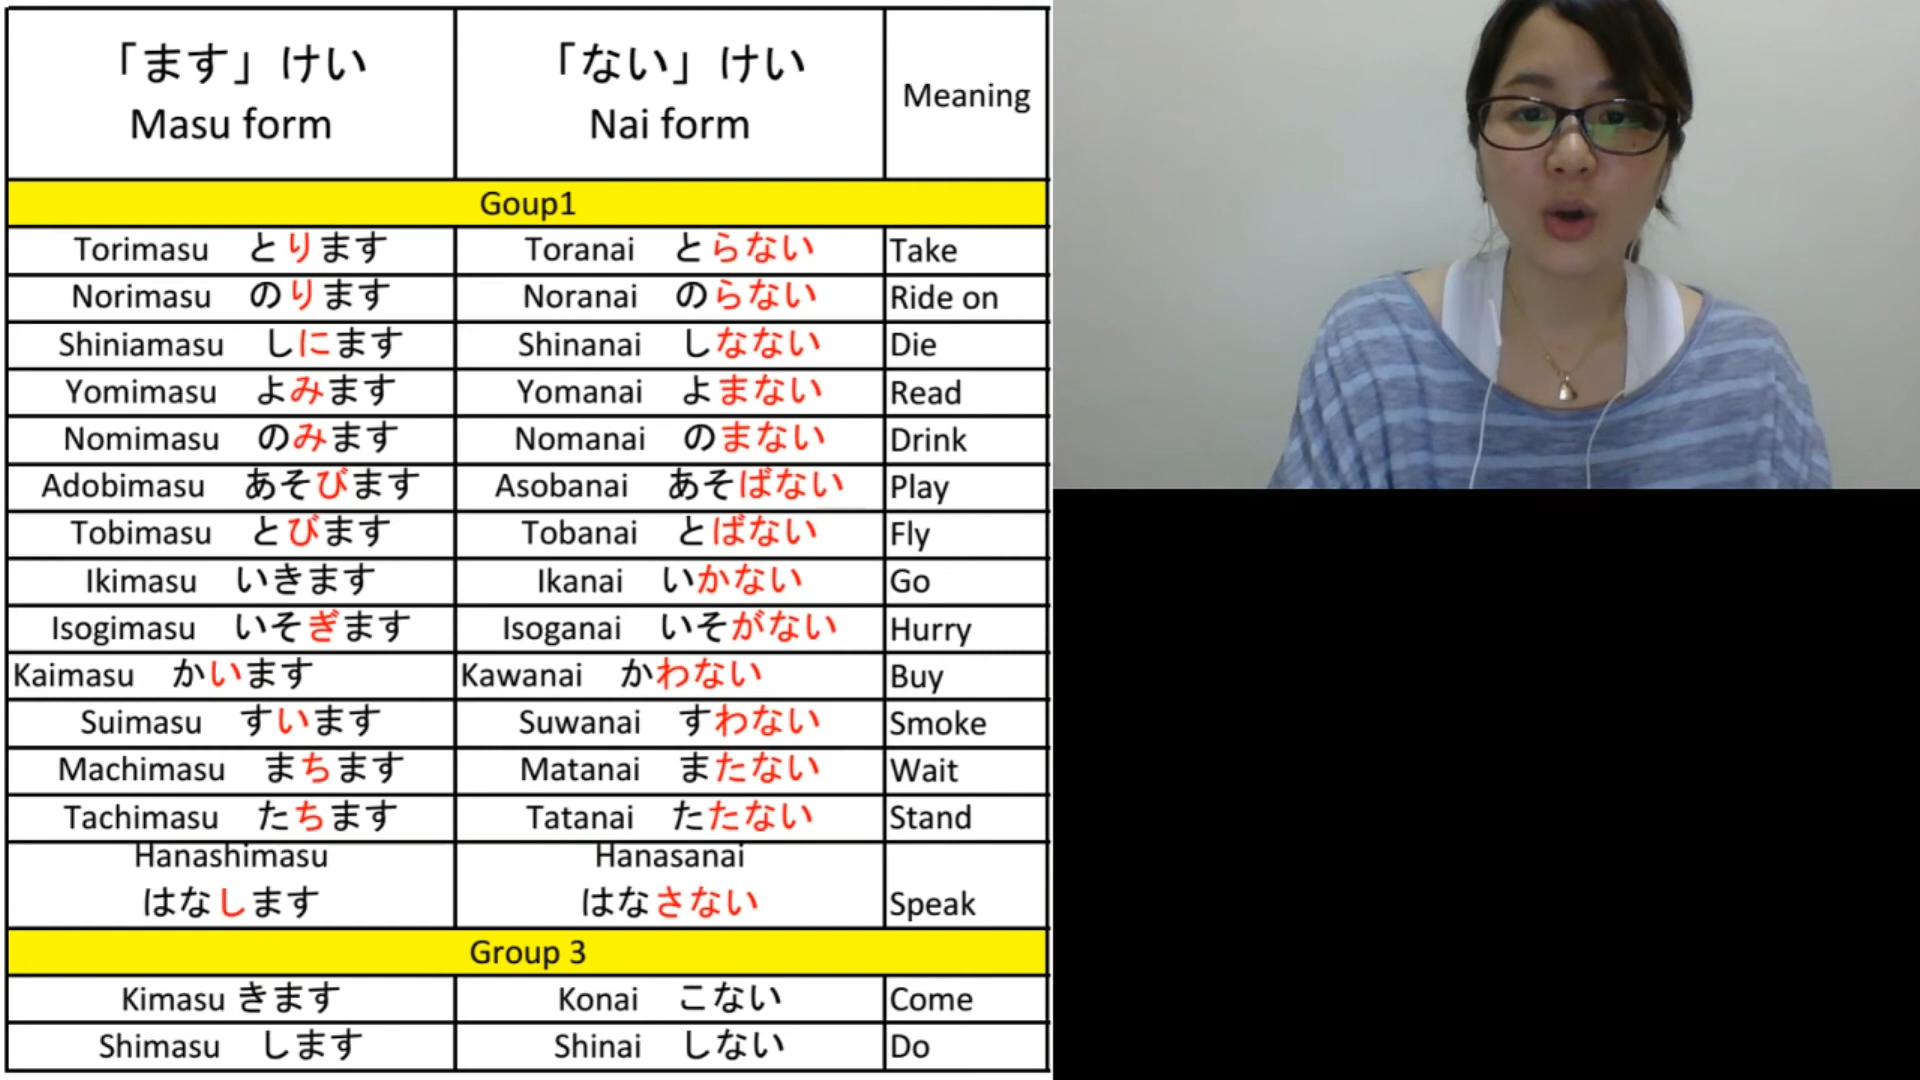 「ます」けい 「ない」けい Meaning
Masu form Nai form
Goup1
Torimasu とります Toranai とらない Take
Norimasu のります Noranai のらない Ride on
Shiniamasu しにます Shinanai しなない Die
Yomimasu よみます Yomanai よまない Read
Nomimasu のみます Nomanai のまない Drink
Adobimasu あそびます Asobanai あそばない Play
Tobimasu とびます Tobanai とばない Fly
Ikimasu いきます Ikanai いかない Go
Isogimasu いそぎます Isoganai いそがない Hurry
Kaimasu かいます Kawanai かわない Buy
Suimasu すいます Suwanai すわない Smoke
Machimasu まちます Matanai またない Wait
Tachimasu たちます Tatanai たたない Stand
Hanashimasu Hanasanai
はなします はなさない Speak
Group 3
Kimasu きます Konai こない Come
Shimasu します Shinai しない Do